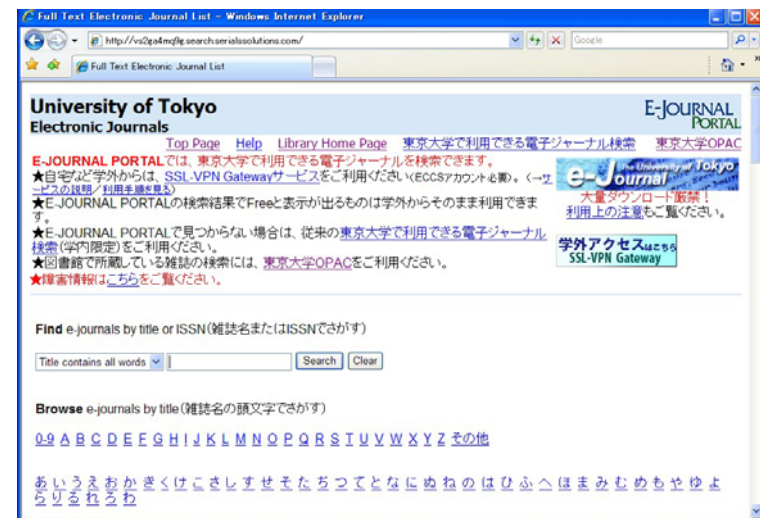 Full Text Electronic Journal List - Windows Internet Explorer
http://vs2ga4mq9g.search.serialssolutions.com/
Google
Full Text Electronic Journal List
University of Tokyo
E-JOURNAL
Electronic Journals
PORTAL
Top Page Help Library Home Page 東京大学で利用できる電子ジャーナル検索 東京大学OPAC
E-JOURNAL PORTALでは、東京大学で利用できる電子ジャーナルを検索できます。
★自宅など学外からは、SSL-VPN Gatewayサービスをご利用ください(ECCSアカウント必要)。(→サ
ービスの説明/利用手順を見る)
★E-JOURNAL PORTALの検索結果でFreeと表示が出るものは学外からそのまま利用できま
す。
★E-JOURNAL PORTALで見つからない場合は、従来の東京大学で利用できる電子ジャーナル
検索(学内限定)をご利用ください。
★図書館で所蔵している雑誌の検索には、東京大学OPACをご利用ください。
★障害情報はこちらをご覧ください。
the University of Tokyo
e-Journal
大量ダウンロード厳禁!
利用上の注意もご覧ください。
学外アクセスはこちら
SSL-VPN Gateway
Find e-journals by title or ISSN(雑誌名またはISSNでさがす)
Title contains all words Search Clear
Browse e-journals by title(雑誌名の頭文字でさがす)
0-9 A B C D E F G H I J K L M N O P Q R S T U V W X Y Z その他
あ い う え お か き く け こ さ し す せ そ た ち つ て と な に ぬ ね の は ひ ふ へ ほ ま み む め も や ゆ よ
ら り る れ ろ わ